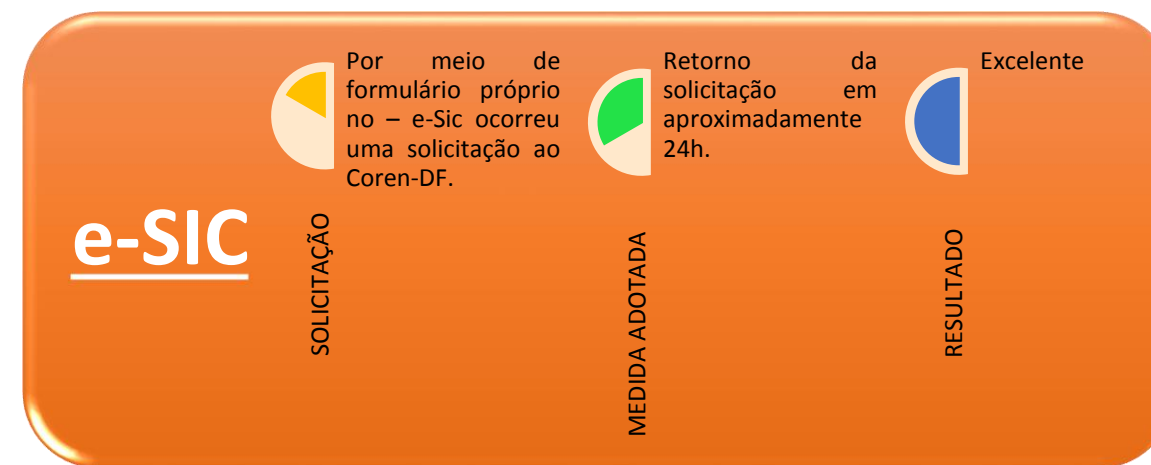 e-SIC
SOLICITAÇÃO
Por meio de
formulário próprio
no – e-Sic ocorreu
uma solicitação ao
Coren-DF.
MEDIDA ADOTADA
Retorno da
solicitação em
aproximadamente
24h.
RESULTADO
Excelente